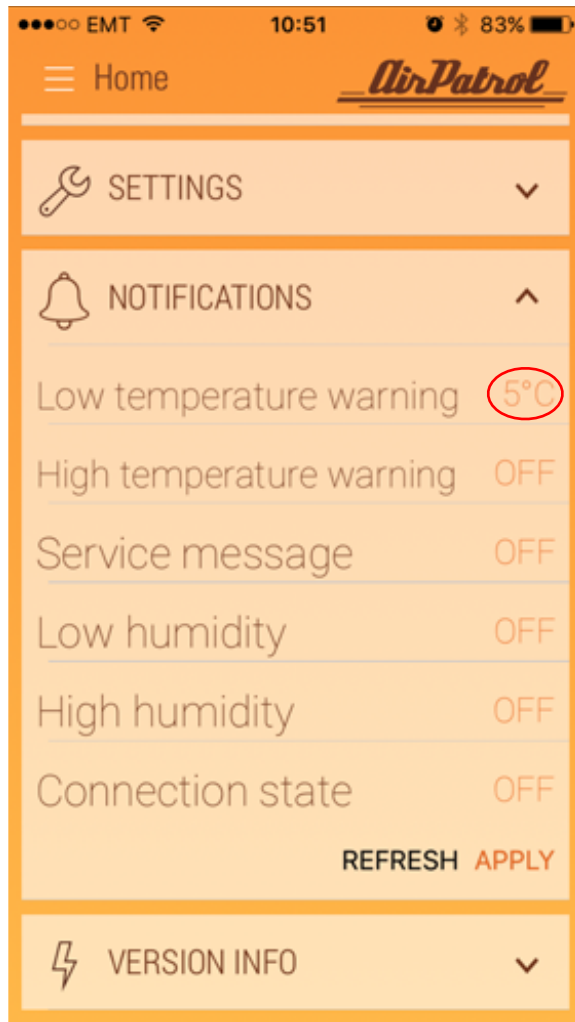 EMT 10:51 83%
Home AirPatrol
SETTINGS
NOTIFICATIONS
Low temperature warning 5°C
High temperature warning OFF
Service message OFF
Low humidity OFF
High humidity OFF
Connection state OFF
REFRESH APPLY
VERSION INFO